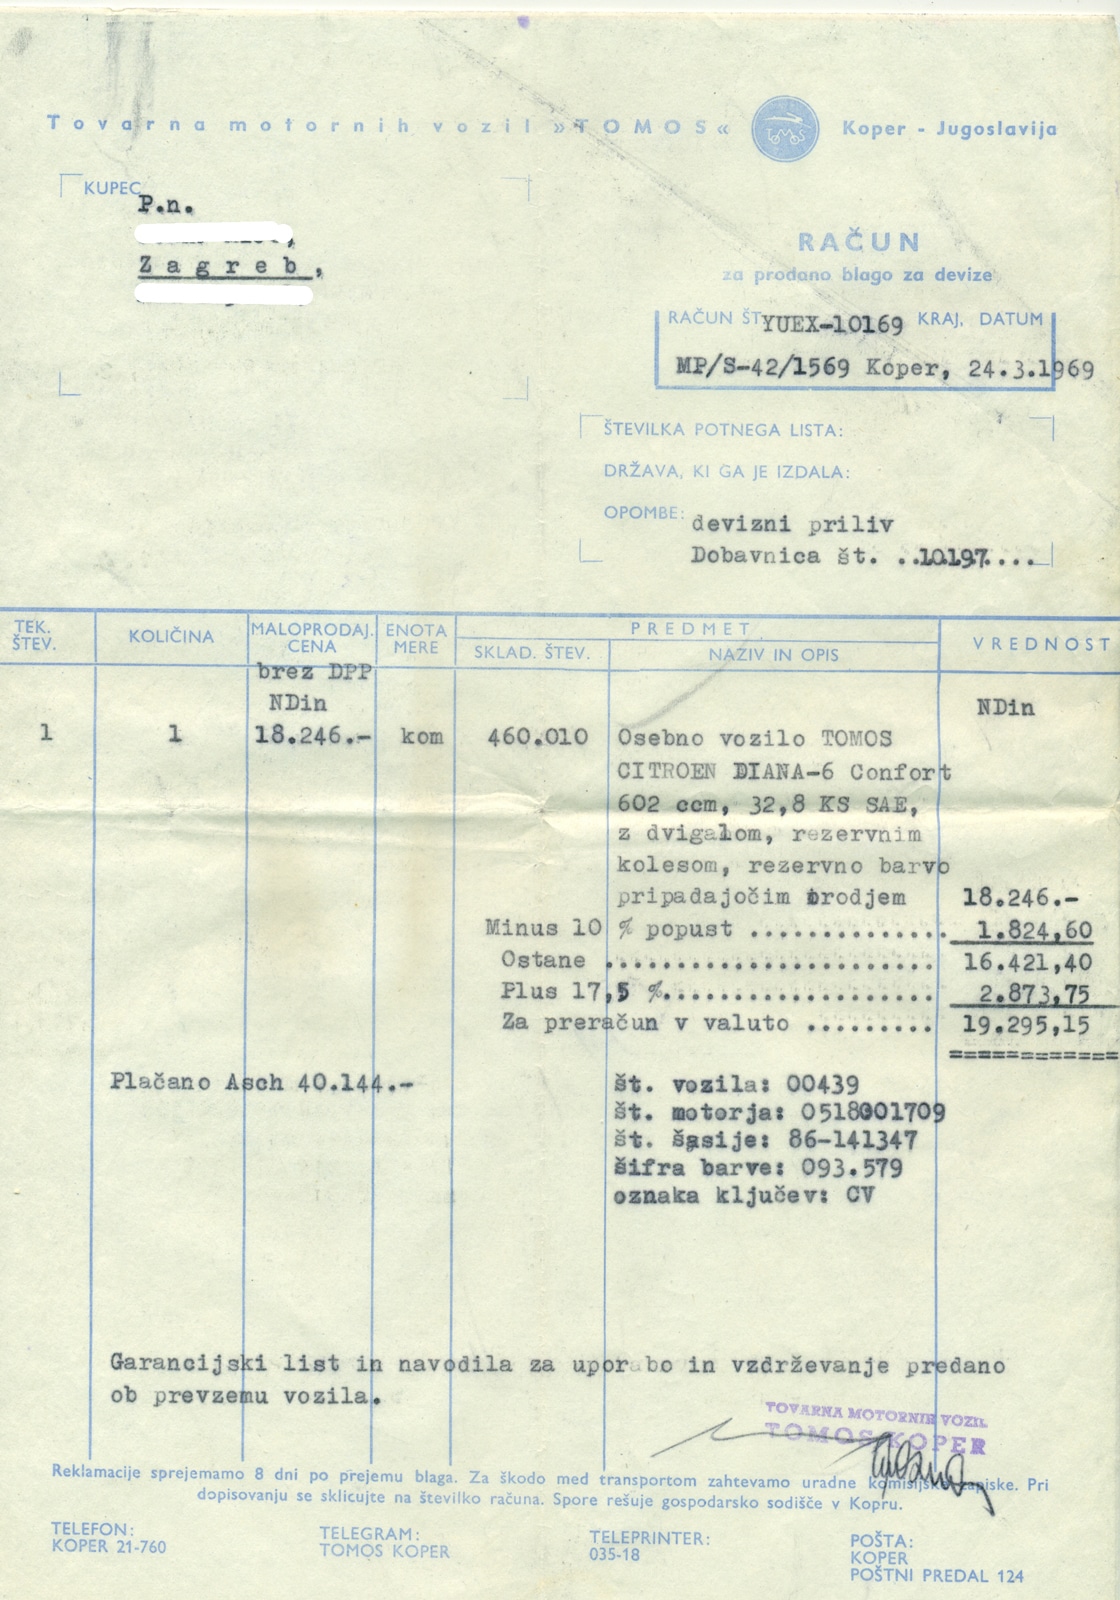 Tovarna motornih vozil »TOMOS« TOMOS Koper - Jugoslavija
KUPEC
P.n.
Zagreb,
RAČUN
za prodano blago za devize
RAČUN ŠT. YUEX-10169 KRAJ, DATUM
MP/S-42/1569 Koper, 24.3.1969
ŠTEVILKA POTNEGA LISTA:
DRŽAVA, KI GA JE IZDALA:
OPOMBE: devizni priliv
Dobavnica št. ..10197....
TEK. ŠTEV. KOLIČINA MALOPRODAJ. CENA ENOTA MERE PREDMET VREDNOST
SKLAD. ŠTEV. NAZIV IN OPIS
brez DPP
NDin NDin
1 1 18.246.- kom 460.010 Osebno vozilo TOMOS
CITROEN DIANA-6 Confort
602 ccm, 32,8 KS SAE,
z dvigalom, rezervnim
kolesom, rezervno barvo
pripadajočim orodjem 18.246.-
Minus 10 % popust ............... 1.824,60
Ostane ....................... 16.421,40
Plus 17,5 %................... 2.873,75
Za preračun v valuto ......... 19.295,15
============
Plačano Asch 40.144.- št. vozila: 00439
št. motorja: 0518001709
št. šasije: 86-141347
šifra barve: 093.579
oznaka ključev: CV
Garancijski list in navodila za uporabo in vzdrževanje predano
ob prevzemu vozila.
TOVARNA MOTORNIH VOZIL
TOMOS KOPER
Reklamacije sprejemamo 8 dni po prejemu blaga. Za škodo med transportom zahtevamo uradne komisijske zapiske. Pri
dopisovanju se sklicujte na številko računa. Spore rešuje gospodarsko sodišče v Kopru.
TELEFON: TELEGRAM: TELEPRINTER: POŠTA:
KOPER 21-760 TOMOS KOPER 035-18 KOPER
POŠTNI PREDAL 124